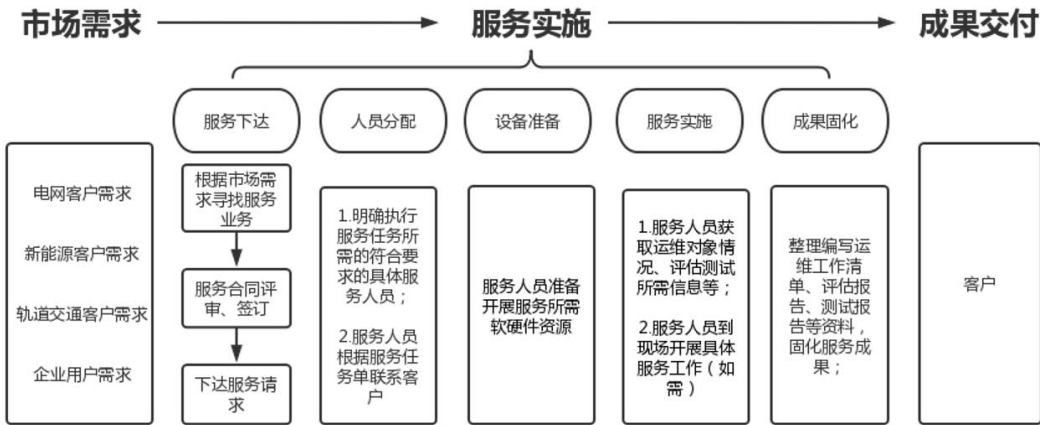 市场需求
服务实施
成果交付
服务下达
人员分配
设备准备
服务实施
成果固化
电网客户需求
新能源客户需求
轨道交通客户需求
企业用户需求
根据市场需
求寻找服务
业务
服务合同评
审、签订
下达服务请
求
1.明确执行
服务任务所
需的符合要
求的具体服
务人员；
2.服务人员
根据服务任
务单联系客
户
服务人员准备
开展服务所需
软硬件资源
1.服务人员获
取运维对象情
况、评估测试
所需信息等；
2.服务人员到
现场开展具体
服务工作（如
需）
整理编写运
维工作清
单、评估报
告、测试报
告等资料，
固化服务成
果；
客户